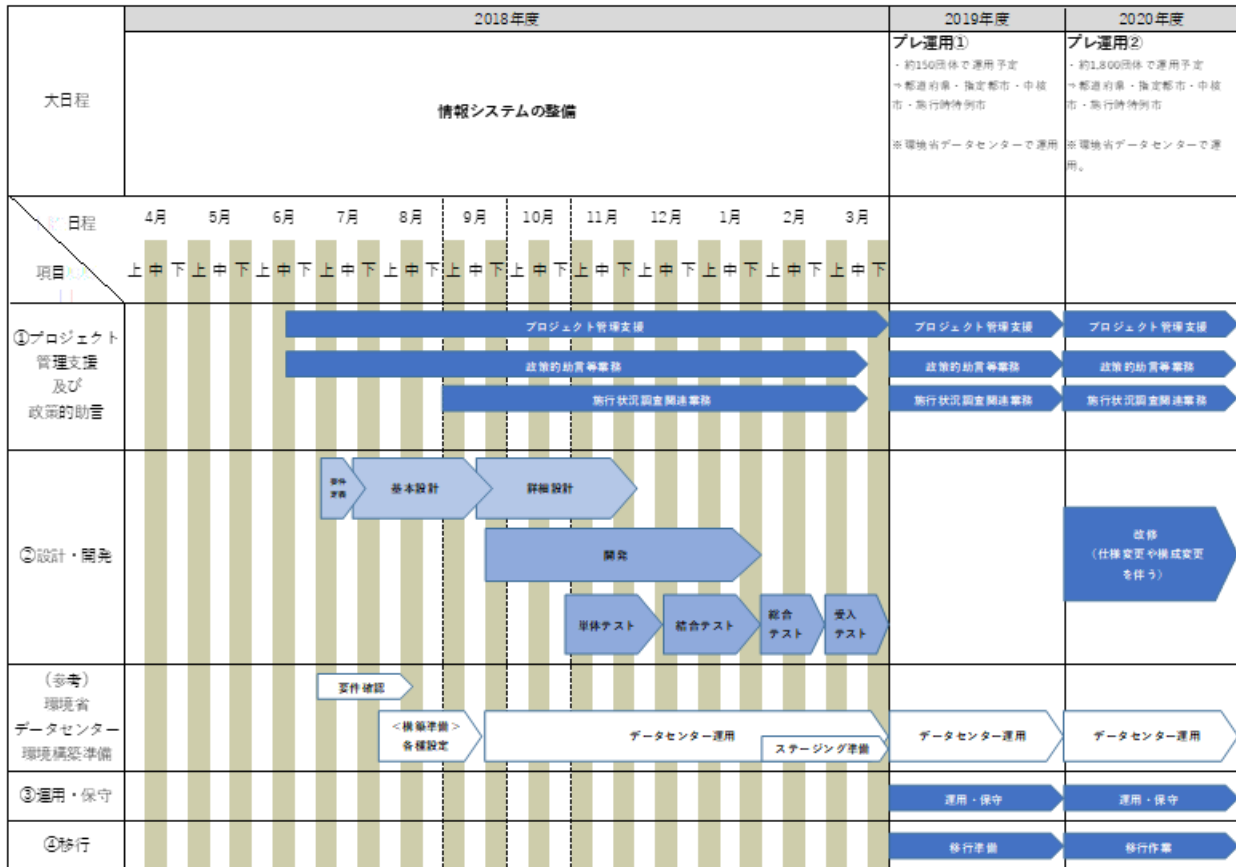 2018年度
2019年度
2020年度
大日程
情報システムの整備
プレ運用①
・約150団体で運用予定
⇒都道府県・指定都市・中核
市・施行時特例市
※環境省データセンターで運用
プレ運用②
・約1,800団体で運用予定
⇒都道府県・指定都市・中核
市・施行時特例市
※環境省データセンターで運
用。
日程
項目
4月 5月 6月 7月 8月 9月 10月 11月 12月 1月 2月 3月
上 中 下 上 中 下 上 中 下 上 中 下 上 中 下 上 中 下 上 中 下 上 中 下 上 中 下 上 中 下 上 中 下 上 中 下
①プロジェクト
管理支援
及び
政策的助言
プロジェクト管理支援
プロジェクト管理支援
プロジェクト管理支援
政策的助言等業務
政策的助言等業務
政策的助言等業務
施行状況調査関連業務
施行状況調査関連業務
施行状況調査関連業務
②設計・開発
要件
定義
基本設計
詳細設計
開発
単体テスト
結合テスト
総合
テスト
受入
テスト
改修
（仕様変更や構成変更
を伴う）
（参考）
環境省
データセンター
環境構築準備
要件確認
＜構築準備＞
各種設定
データセンター運用
ステージング準備
データセンター運用
データセンター運用
③運用・保守
運用・保守
運用・保守
④移行
移行準備
移行作業